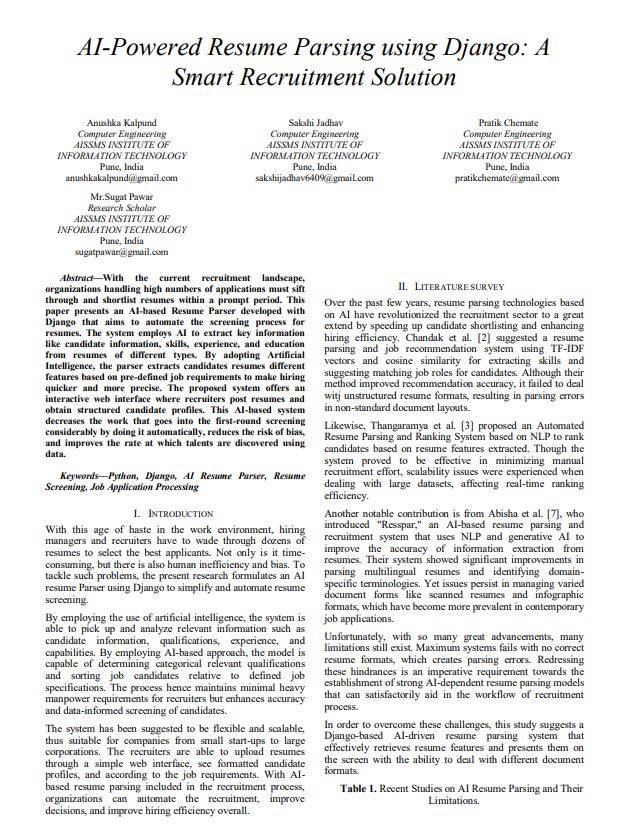 AI-Powered Resume Parsing using Django: A
Smart Recruitment Solution
Anushka Kalpund
Computer Engineering
AISSMS INSTITUTE OF
INFORMATION TECHNOLOGY
Pune, India
anushkakalpund@gmail.com
Sakshi Jadhav
Computer Engineering
AISSMS INSTITUTE OF
INFORMATION TECHNOLOGY
Pune, India
sakshijadhav6409@gmail.com
Pratik Chemate
Computer Engineering
AISSMS INSTITUTE OF
INFORMATION TECHNOLOGY
Pune, India
pratikchemate@gmail.com
Mr.Sugat Pawar
Research Scholar
AISSMS INSTITUTE OF
INFORMATION TECHNOLOGY
Pune, India
sugatpawar@gmail.com
Abstract—With the current recruitment landscape,
organizations handling high numbers of applications must sift
through and shortlist resumes within a prompt period. This
paper presents an AI-based Resume Parser developed with
Django that aims to automate the screening process for
resumes. The system employs AI to extract key information
like candidate information, skills, experience, and education
from resumes of different types. By adopting Artificial
Intelligence, the parser extracts candidates resumes different
features based on pre-defined job requirements to make hiring
quicker and more precise. The proposed system offers an
interactive web interface where recruiters post resumes and
obtain structured candidate profiles. This AI-based system
decreases the work that goes into the first-round screening
considerably by doing it automatically, reduces the risk of bias,
and improves the rate at which talents are discovered using
data.
Keywords—Python, Django, AI Resume Parser, Resume
Screening, Job Application Processing
I. INTRODUCTION
With this age of haste in the work environment, hiring
managers and recruiters have to wade through dozens of
resumes to select the best applicants. Not only is it time-
consuming, but there is also human inefficiency and bias. To
tackle such problems, the present research formulates an AI
resume Parser using Django to simplify and automate resume
screening.
By employing the use of artificial intelligence, the system is
able to pick up and analyze relevant information such as
candidate information, qualifications, experience, and
capabilities. By employing AI-based approach, the model is
capable of determining categorical relevant qualifications
and sorting job candidates relative to defined job
specifications. The process hence maintains minimal heavy
manpower requirements for recruiters but enhances accuracy
and data-informed screening of candidates.
The system has been suggested to be flexible and scalable,
thus suitable for companies from small start-ups to large
corporations. The recruiters are able to upload resumes
through a simple web interface, see formatted candidate
profiles, and according to the job requirements. With AI-
based resume parsing included in the recruitment process,
organizations can automate the recruitment, improve
decisions, and improve hiring efficiency overall.
II. LITERATURE SURVEY
Over the past few years, resume parsing technologies based
on AI have revolutionized the recruitment sector to a great
extend by speeding up candidate shortlisting and enhancing
hiring efficiency. Chandak et al. [2] suggested a resume
parsing and job recommendation system using TF-IDF
vectors and cosine similarity for extracting skills and
suggesting matching job roles for candidates. Although their
method improved recommendation accuracy, it failed to deal
witj unstructured resume formats, resulting in parsing errors
in non-standard document layouts.
Likewise, Thangaramya et al. [3] proposed an Automated
Resume Parsing and Ranking System based on NLP to rank
candidates based on resume features extracted. Though the
system proved to be effective in minimizing manual
recruitment effort, scalability issues were experienced when
dealing with large datasets, affecting real-time ranking
efficiency.
Another notable contribution is from Abisha et al. [7], who
introduced "Resspar," an AI-based resume parsing and
recruitment system that uses NLP and generative AI to
improve the accuracy of information extraction from
resumes. Their system showed significant improvements in
parsing multilingual resumes and identifying domain-
specific terminologies. Yet issues persist in managing varied
document forms like scanned resumes and infographic
formats, which have become more prevalent in contemporary
job applications.
Unfortunately, with so many great advancements, many
limitations still exist. Maximum systems fails with no correct
resume formats, which creates parsing errors. Redressing
these hindrances is an imperative requirement towards the
establishment of strong AI-dependent resume parsing models
that can satisfactorily aid in the workflow of recruitment
process.
In order to overcome these challenges, this study suggests a
Django-based AI-driven resume parsing system that
effectively retrieves resume features and presents them on
the screen with the ability to deal with different document
formats.
Table 1. Recent Studies on AI Resume Parsing and Their
Limitations.